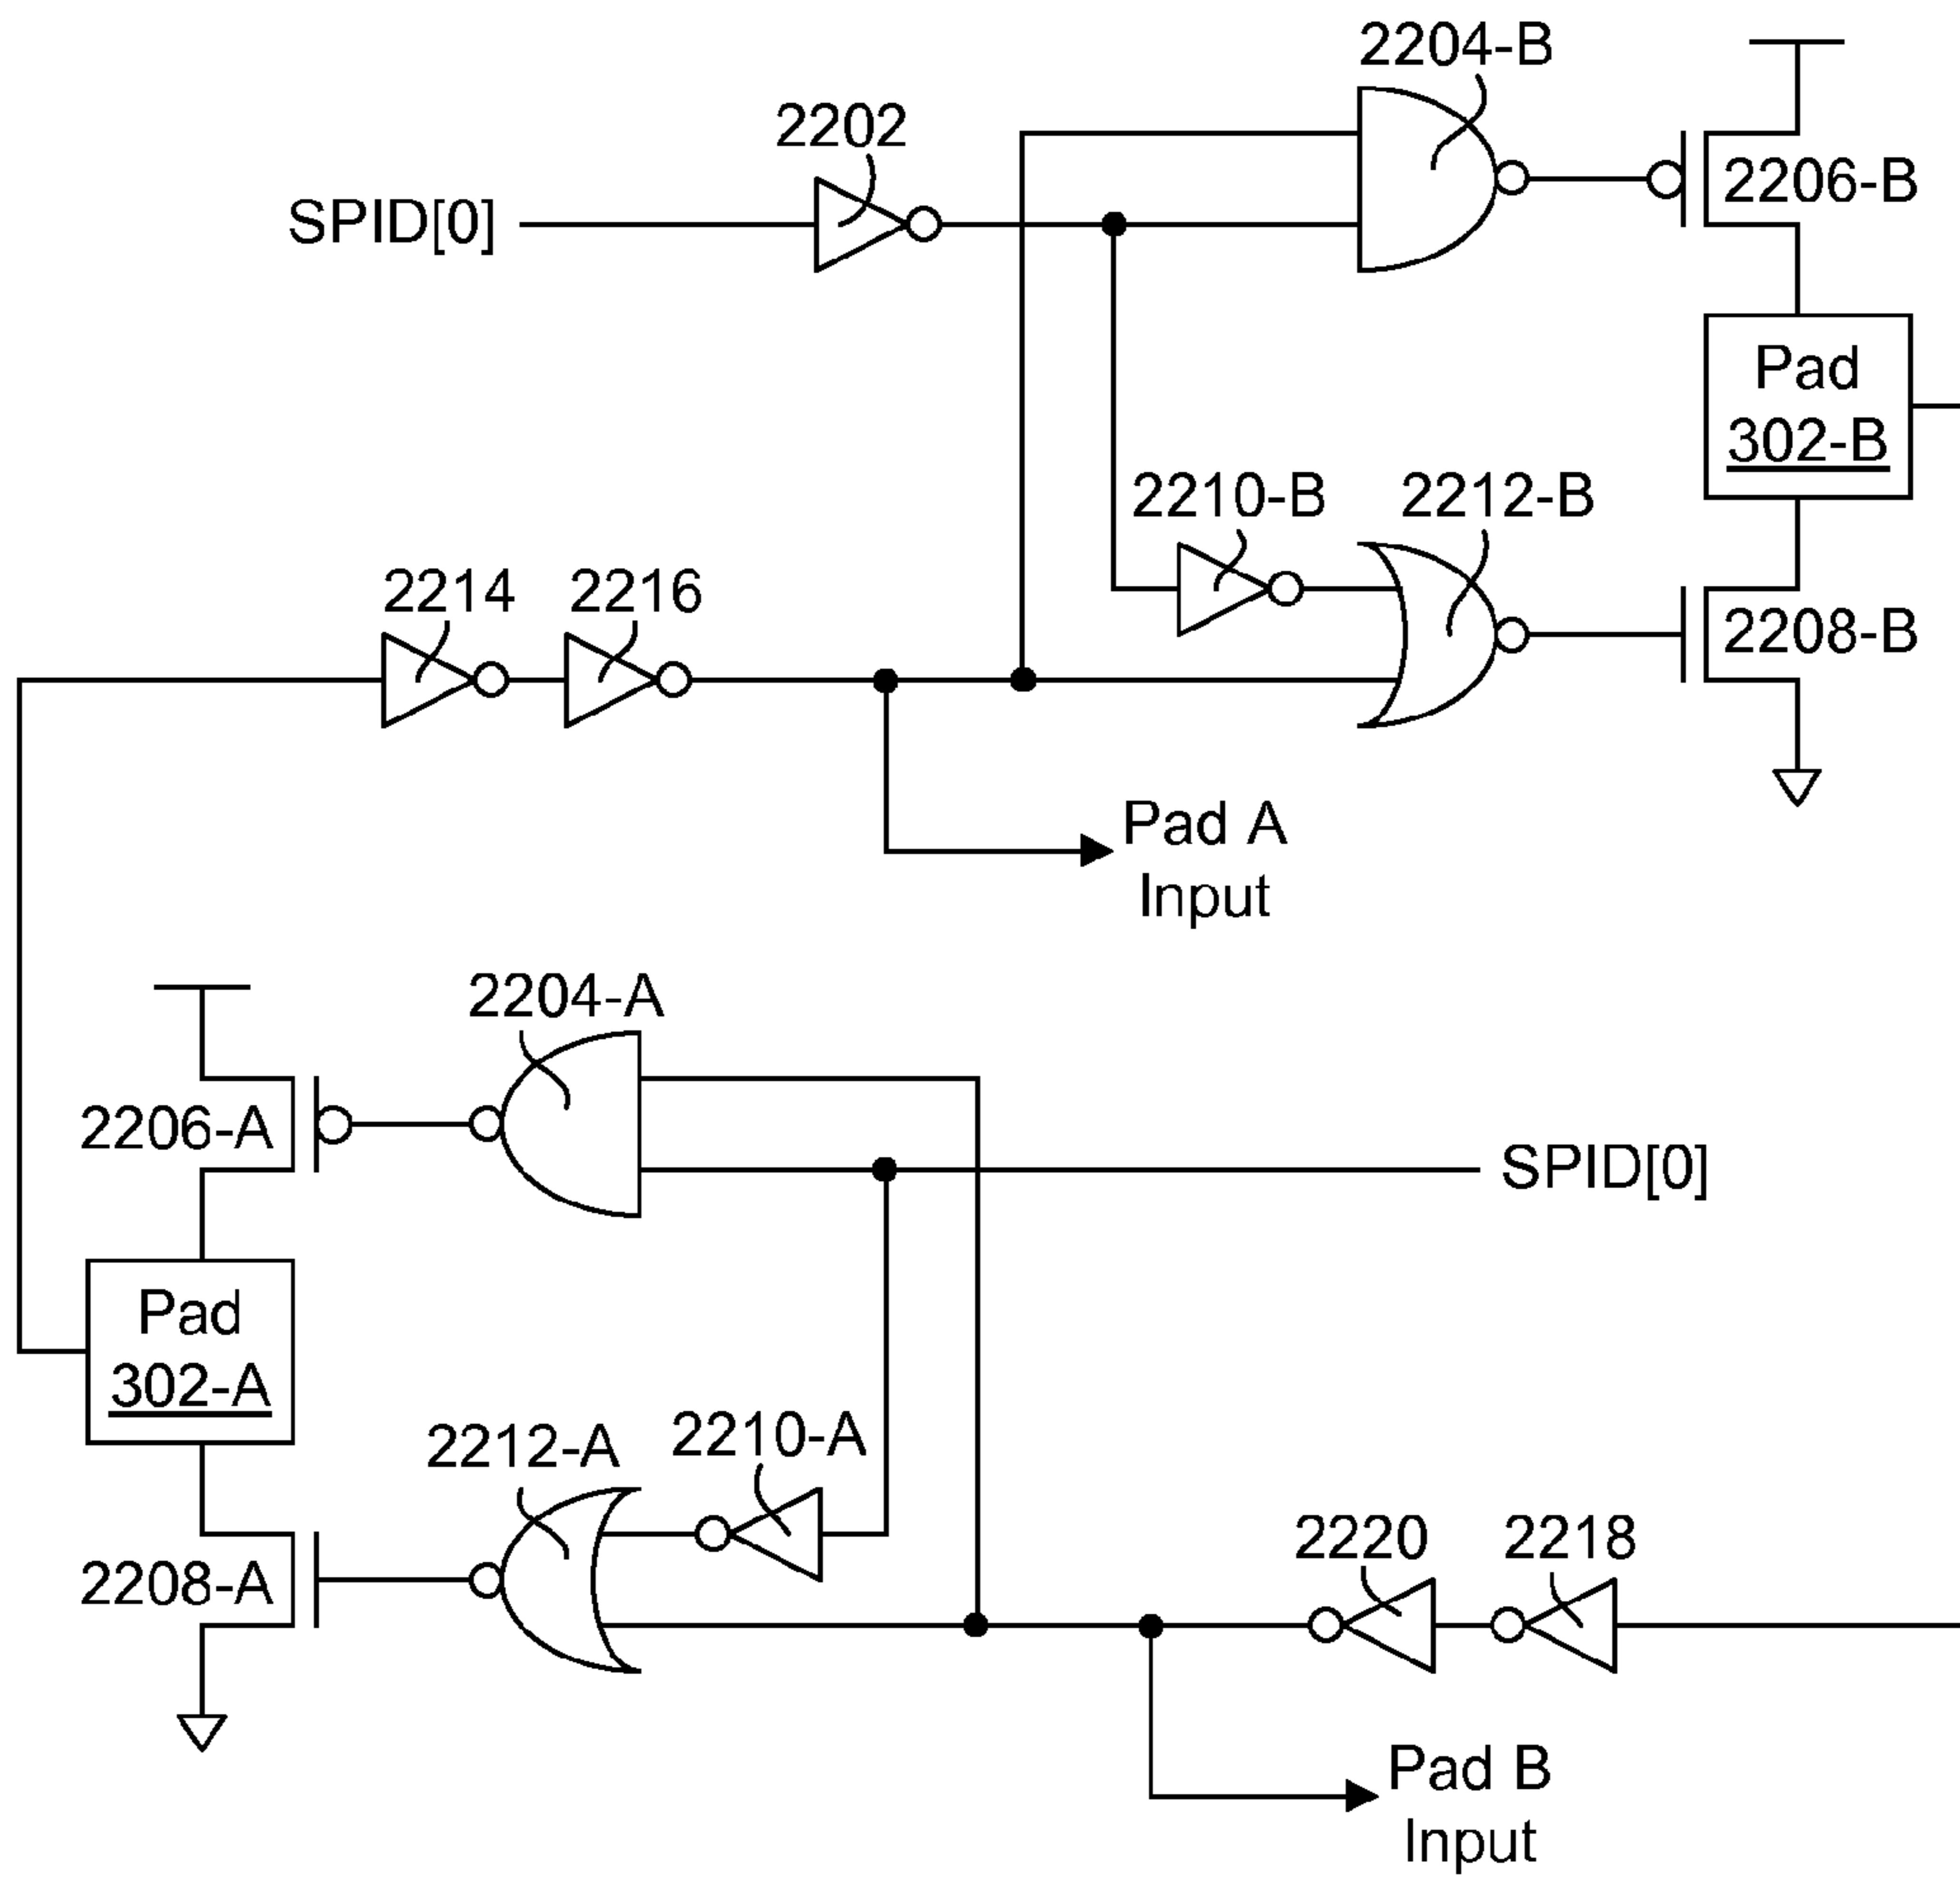 2204-B
2202
SPID[0]
2206-B
Pad
302-B
2210-B
2212-B
2214
2216
2208-B
Pad A
Input
2204-A
2206-A
SPID[0]
Pad
302-A
2212-A
2210-A
2208-A
2220
2218
Pad B
Input